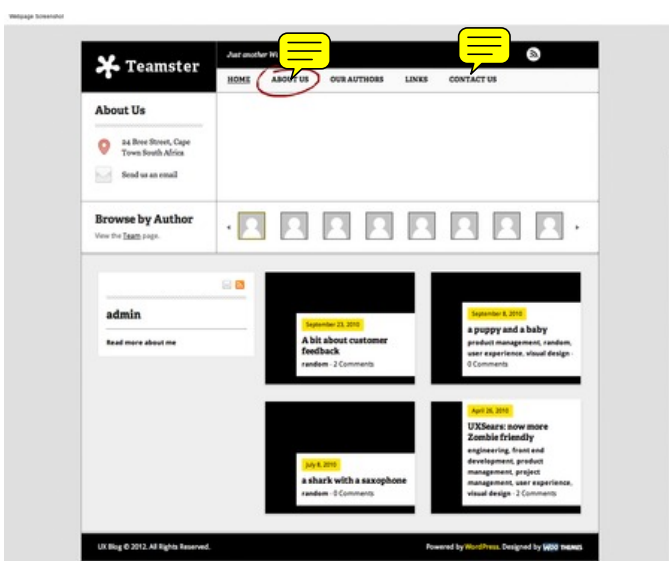 Webpage Screenshot
Teamster
Just another
HOME ABOUT US OUR AUTHORS LINKS CONTACT US
About Us
24 Bree Street, Cape
Town South Africa
Send us an email
Browse by Author
View the Team page.
admin
Read more about me
September 23, 2010
A bit about customer
feedback
random - 2 Comments
September 8, 2010
a puppy and a baby
product management, random,
user experience, visual design -
0 Comments
July 8, 2010
a shark with a saxophone
random - 0 Comments
April 26, 2010
UXSears: now more
Zombie friendly
engineering, front end
development, product
management, project
management, user experience,
visual design - 2 Comments
UX Blog © 2012. All Rights Reserved.
Powered by WordPress. Designed by WOO THEMES